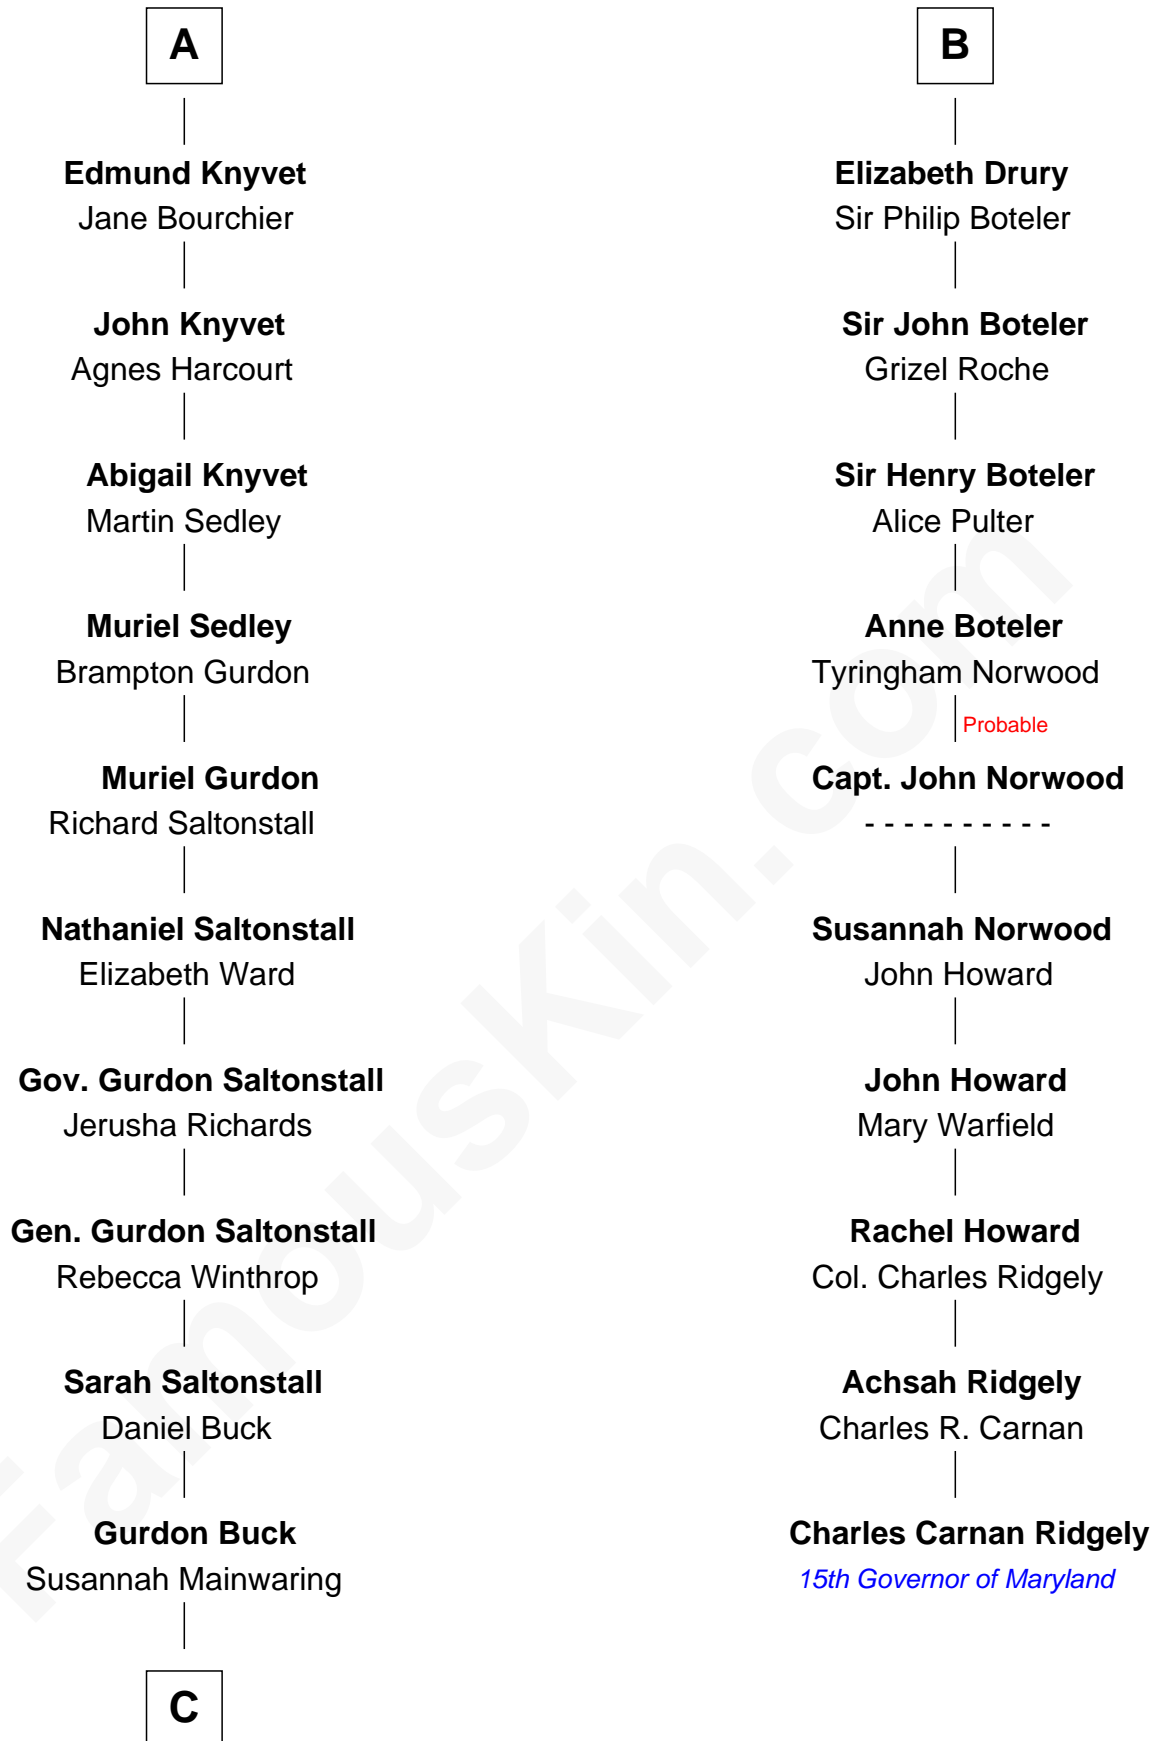 A
Edmund Knyvet
Jane Bourchier
John Knyvet
Agnes Harcourt
Abigail Knyvet
Martin Sedley
Muriel Sedley
Brampton Gurdon
Muriel Gurdon
Richard Saltonstall
Nathaniel Saltonstall
Elizabeth Ward
Gov. Gurdon Saltonstall
Jerusha Richards
Gen. Gurdon Saltonstall
Rebecca Winthrop
Sarah Saltonstall
Daniel Buck
Gurdon Buck
Susannah Mainwaring
C
B
Elizabeth Drury
Sir Philip Boteler
Sir John Boteler
Grizel Roche
Sir Henry Boteler
Alice Pulter
Anne Boteler
Tyringham Norwood
Probable
Capt. John Norwood
- - - - - - - - - -
Susannah Norwood
John Howard
John Howard
Mary Warfield
Rachel Howard
Col. Charles Ridgely
Achsah Ridgely
Charles R. Carnan
Charles Carnan Ridgely
15th Governor of Maryland
FamousKin.com